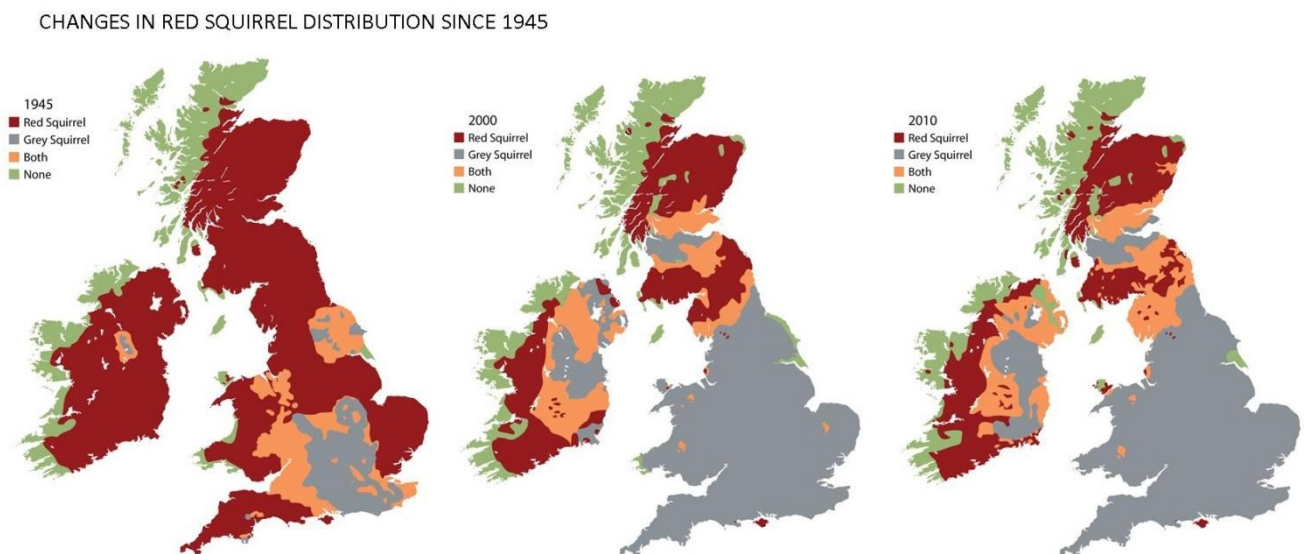 CHANGES IN RED SQUIRREL DISTRIBUTION SINCE 1945
1945
Red Squirrel
Grey Squirrel
Both
None
2000
Red Squirrel
Grey Squirrel
Both
None
2010
Red Squirrel
Grey Squirrel
Both
None